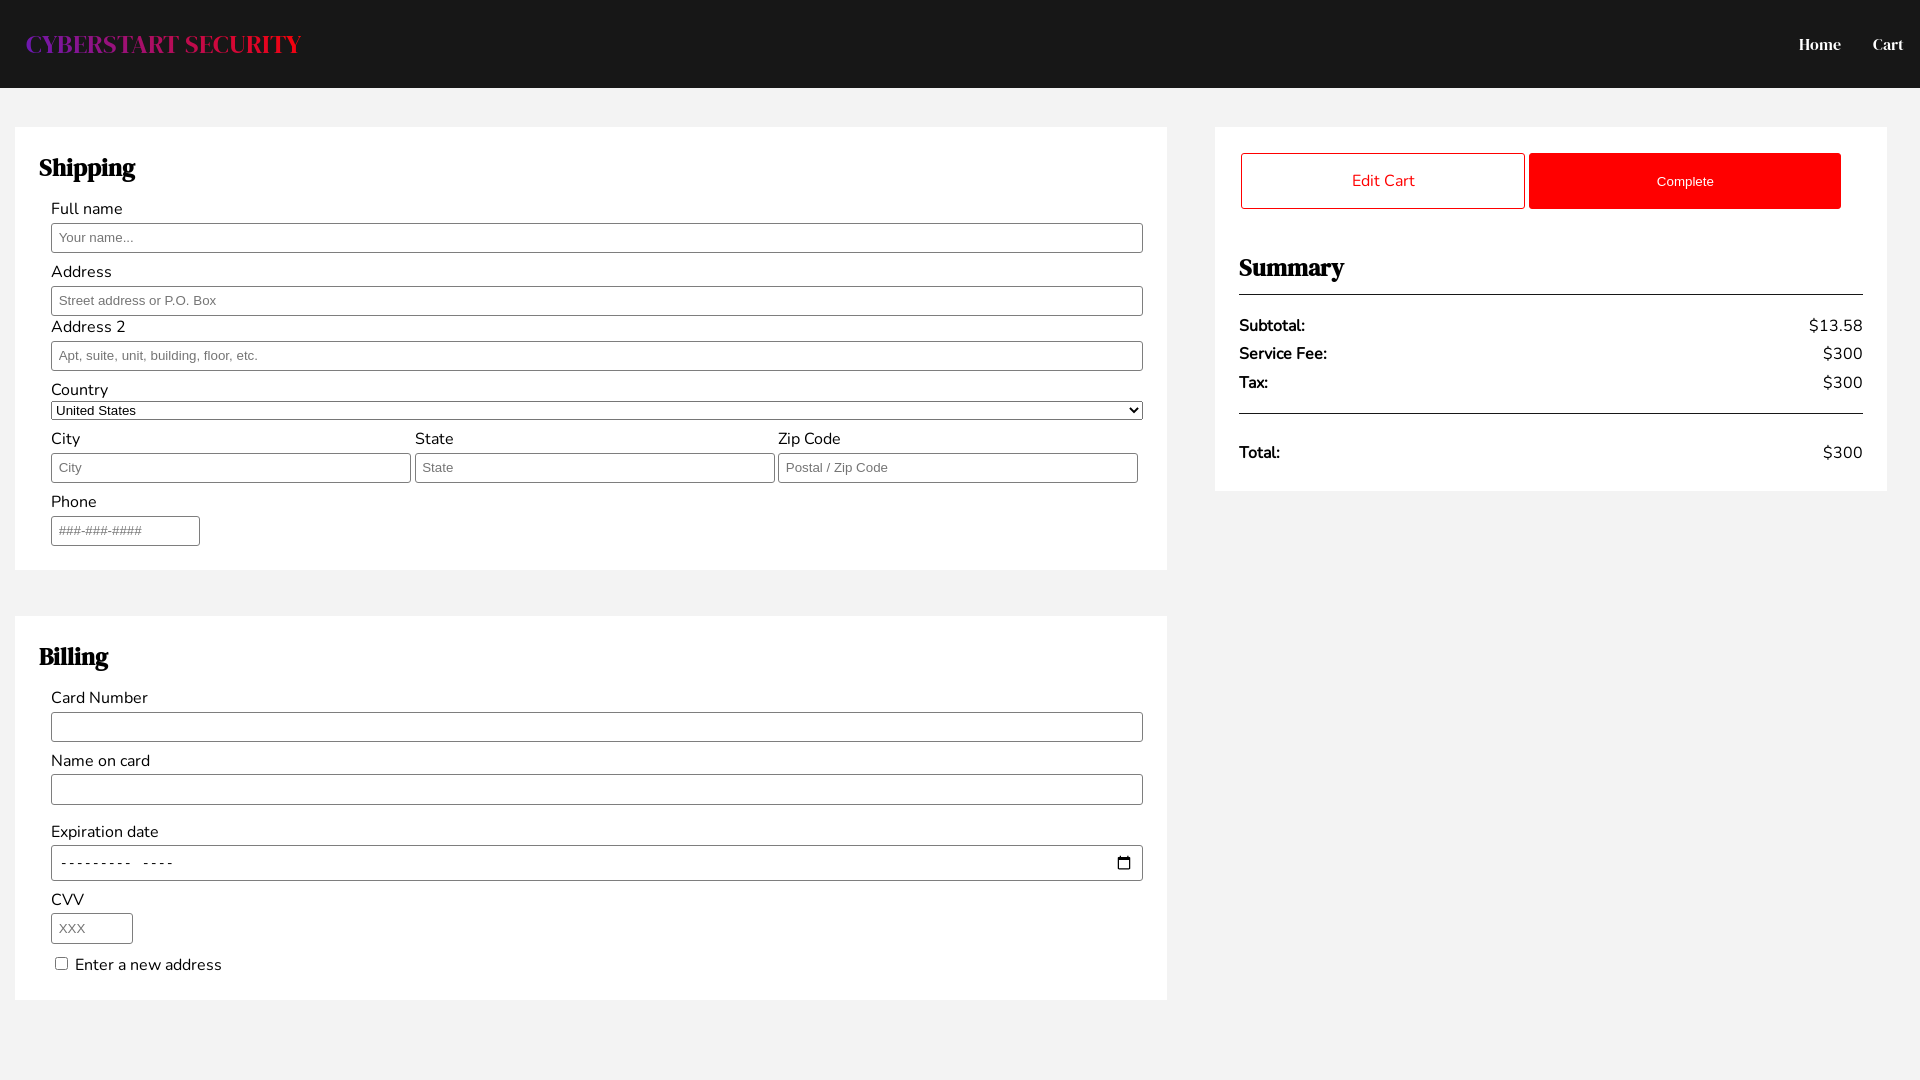 CYBERSTART SECURITY
Home
Cart
Shipping
Full name
Your name...
Address
Street address or P.O. Box
Address 2
Apt, suite, unit, building, floor, etc.
Country
United States
City State Zip Code
City State Postal / Zip Code
Phone
###-###-####
Billing
Card Number
Name on card
Expiration date
--------- ----
CVV
XXX
Enter a new address
Edit Cart
Complete
Summary
Subtotal: $13.58
Service Fee: $300
Tax: $300
Total: $300